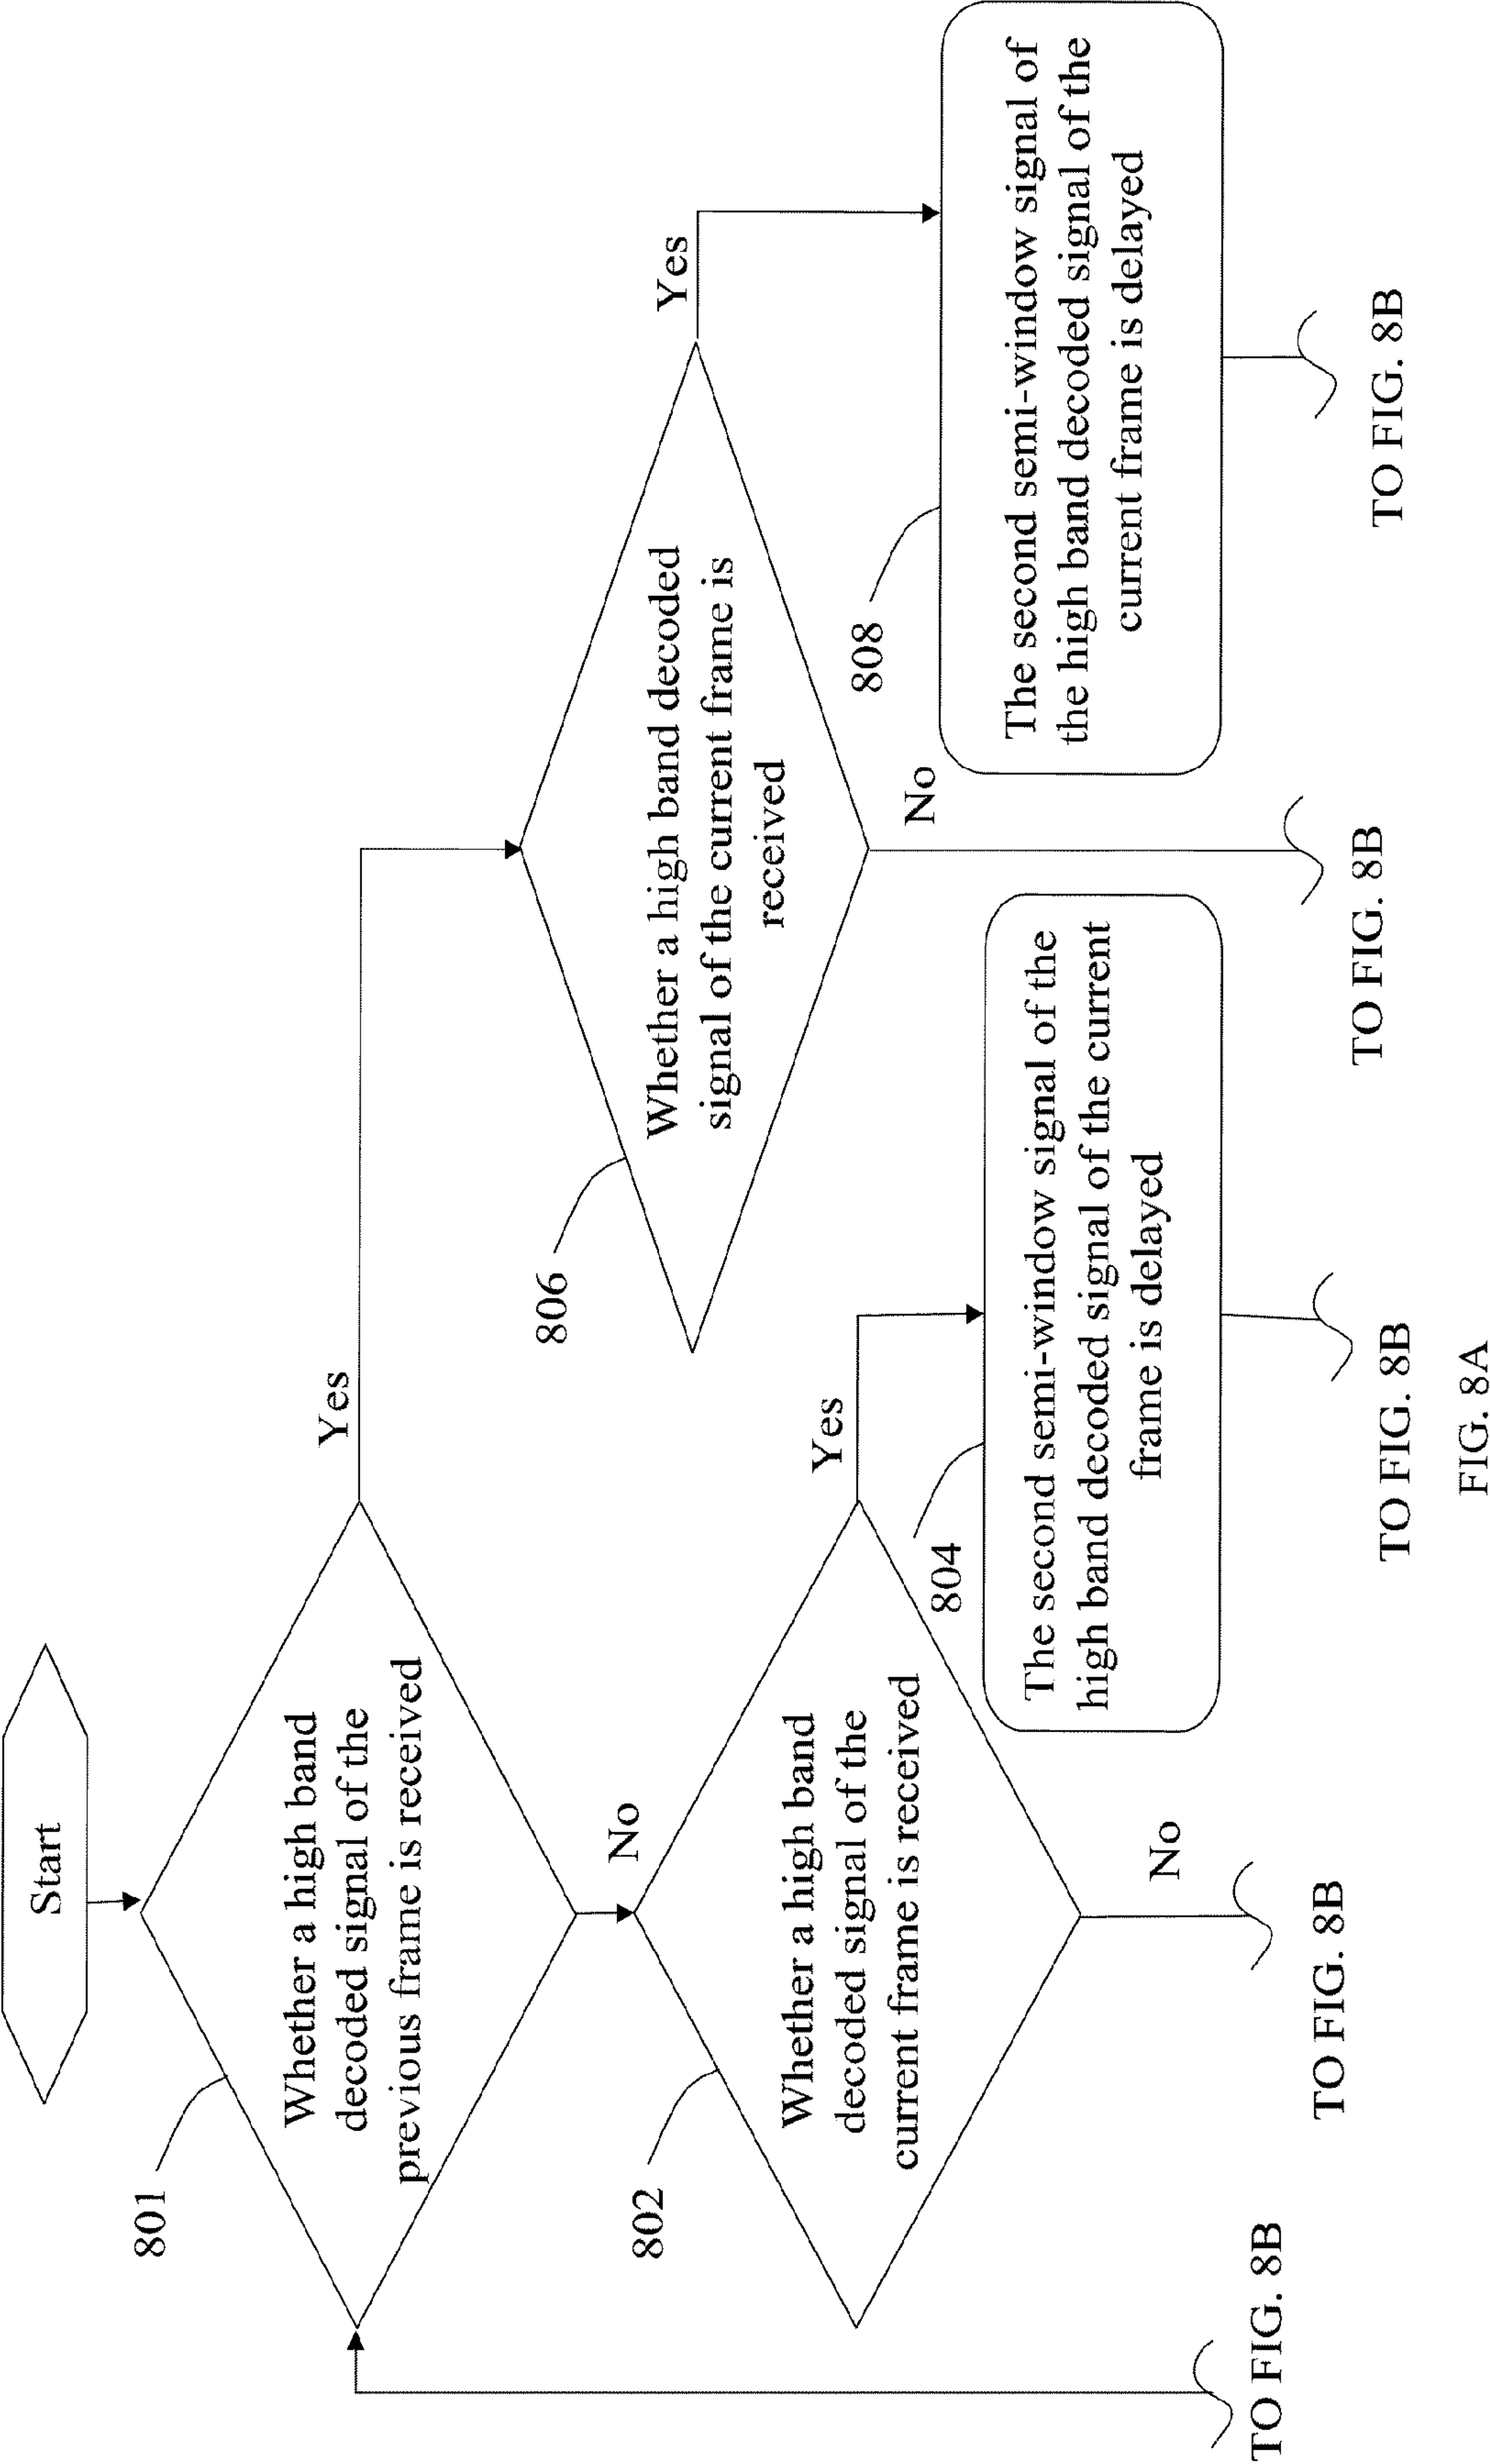 Start
801
Whether a high band
decoded signal of the
previous frame is received
Yes
No
802
Whether a high band
decoded signal of the
current frame is received
Yes
No
804
The second semi-window signal of the
high band decoded signal of the current
frame is delayed
806
Whether a high band decoded
signal of the current frame is
received
Yes
No
808
The second semi-window signal of
the high band decoded signal of the
current frame is delayed
TO FIG. 8B
TO FIG. 8B
TO FIG. 8B
TO FIG. 8B
TO FIG. 8B
FIG. 8A